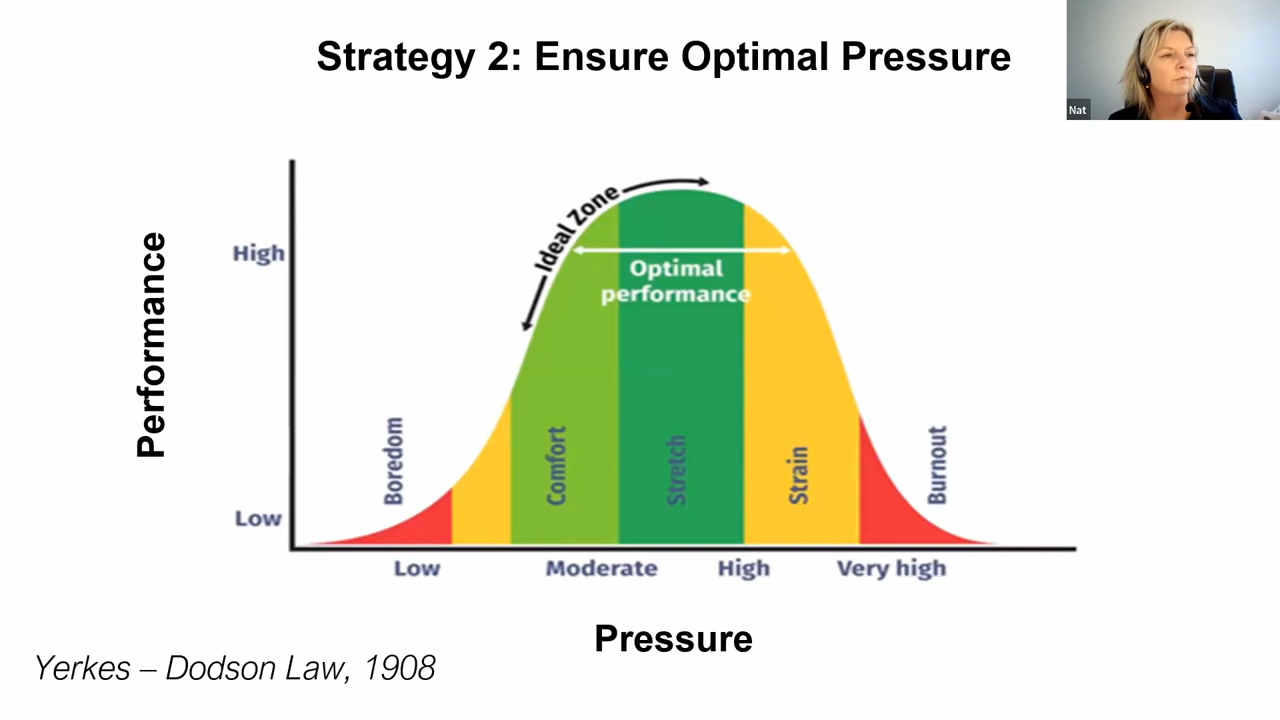 Strategy 2: Ensure Optimal Pressure
Nat
Performance
High
Low
Ideal Zone
Optimal
performance
Boredom
Comfort
Stretch
Strain
Burnout
Low
Moderate
High
Very high
Pressure
Yerkes – Dodson Law, 1908